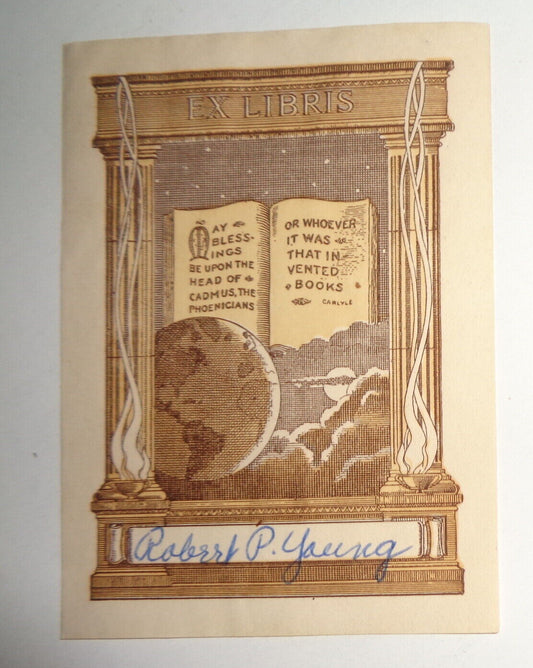 EX LIBRIS
MAY
BLESS-
INGS
BE UPON THE
HEAD OF
CADMUS, THE
PHOENICIANS
OR WHOEVER
IT WAS
THAT IN
VENTED
BOOKS
CARLYLE
Robert P. Young